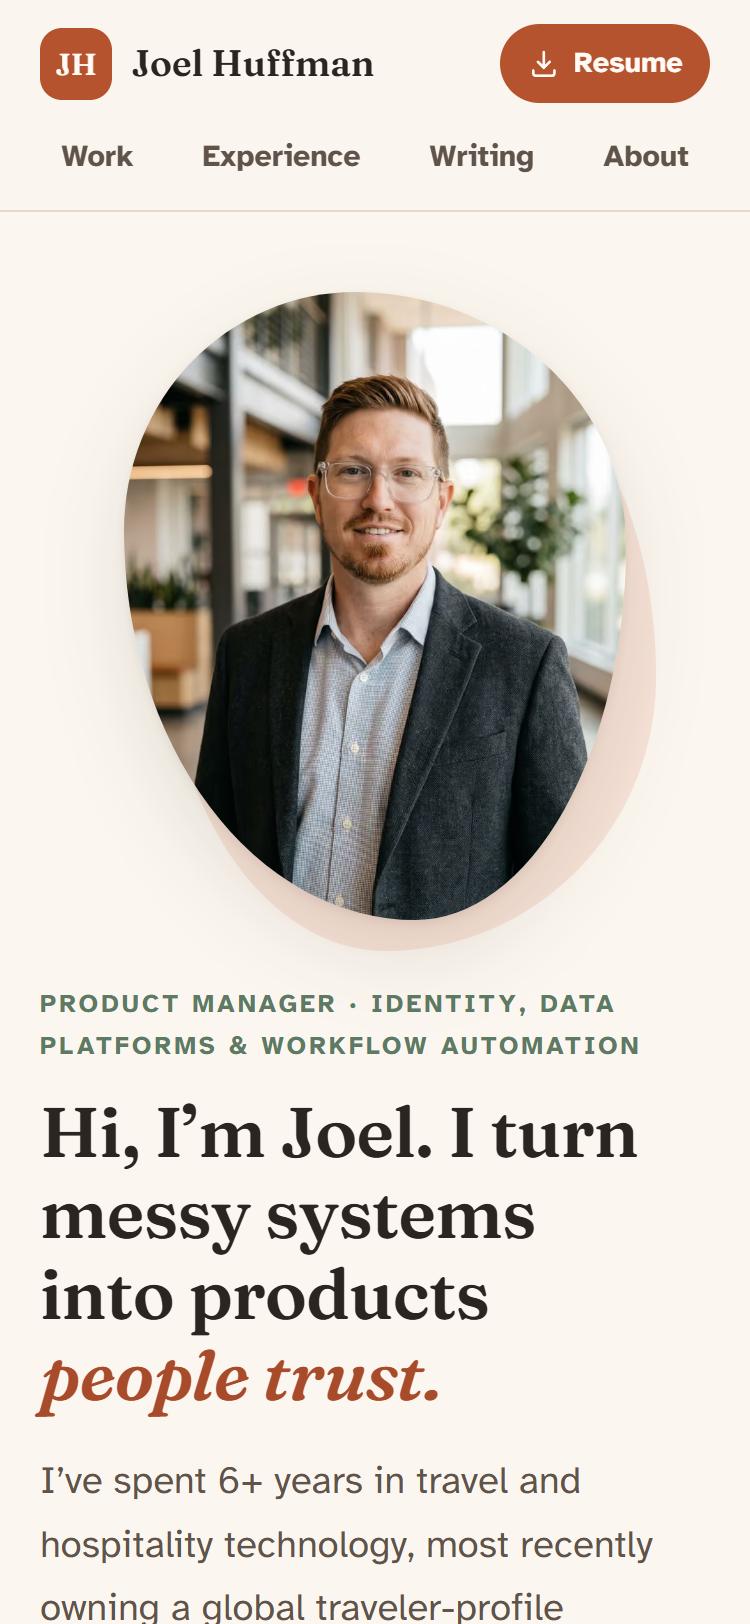 JH
Joel Huffman
Resume
Work Experience Writing About
PRODUCT MANAGER · IDENTITY, DATA
PLATFORMS & WORKFLOW AUTOMATION
Hi, I’m Joel. I turn
messy systems
into products
people trust.
I’ve spent 6+ years in travel and
hospitality technology, most recently
owning a global traveler-profile